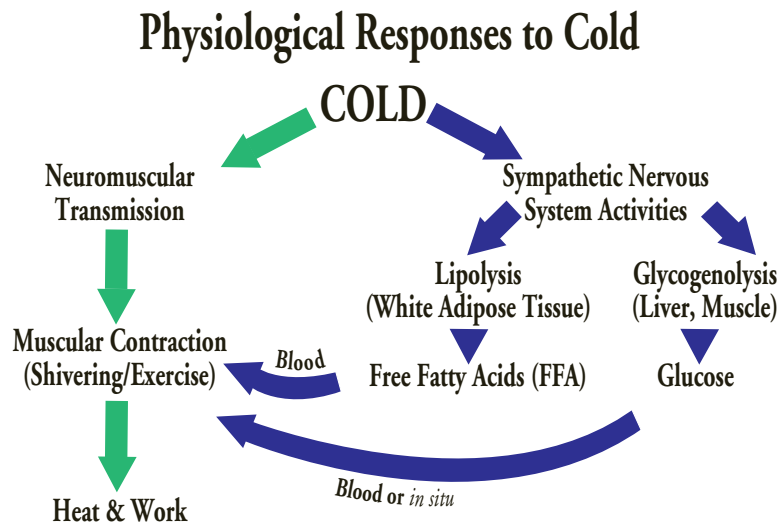 Physiological Responses to Cold
COLD
Neuromuscular
Transmission
Sympathetic Nervous
System Activities
Lipolysis
(White Adipose Tissue)
Glycogenolysis
(Liver, Muscle)
Muscular Contraction
(Shivering/Exercise)
Blood
Free Fatty Acids (FFA)
Glucose
Blood or in situ
Heat & Work